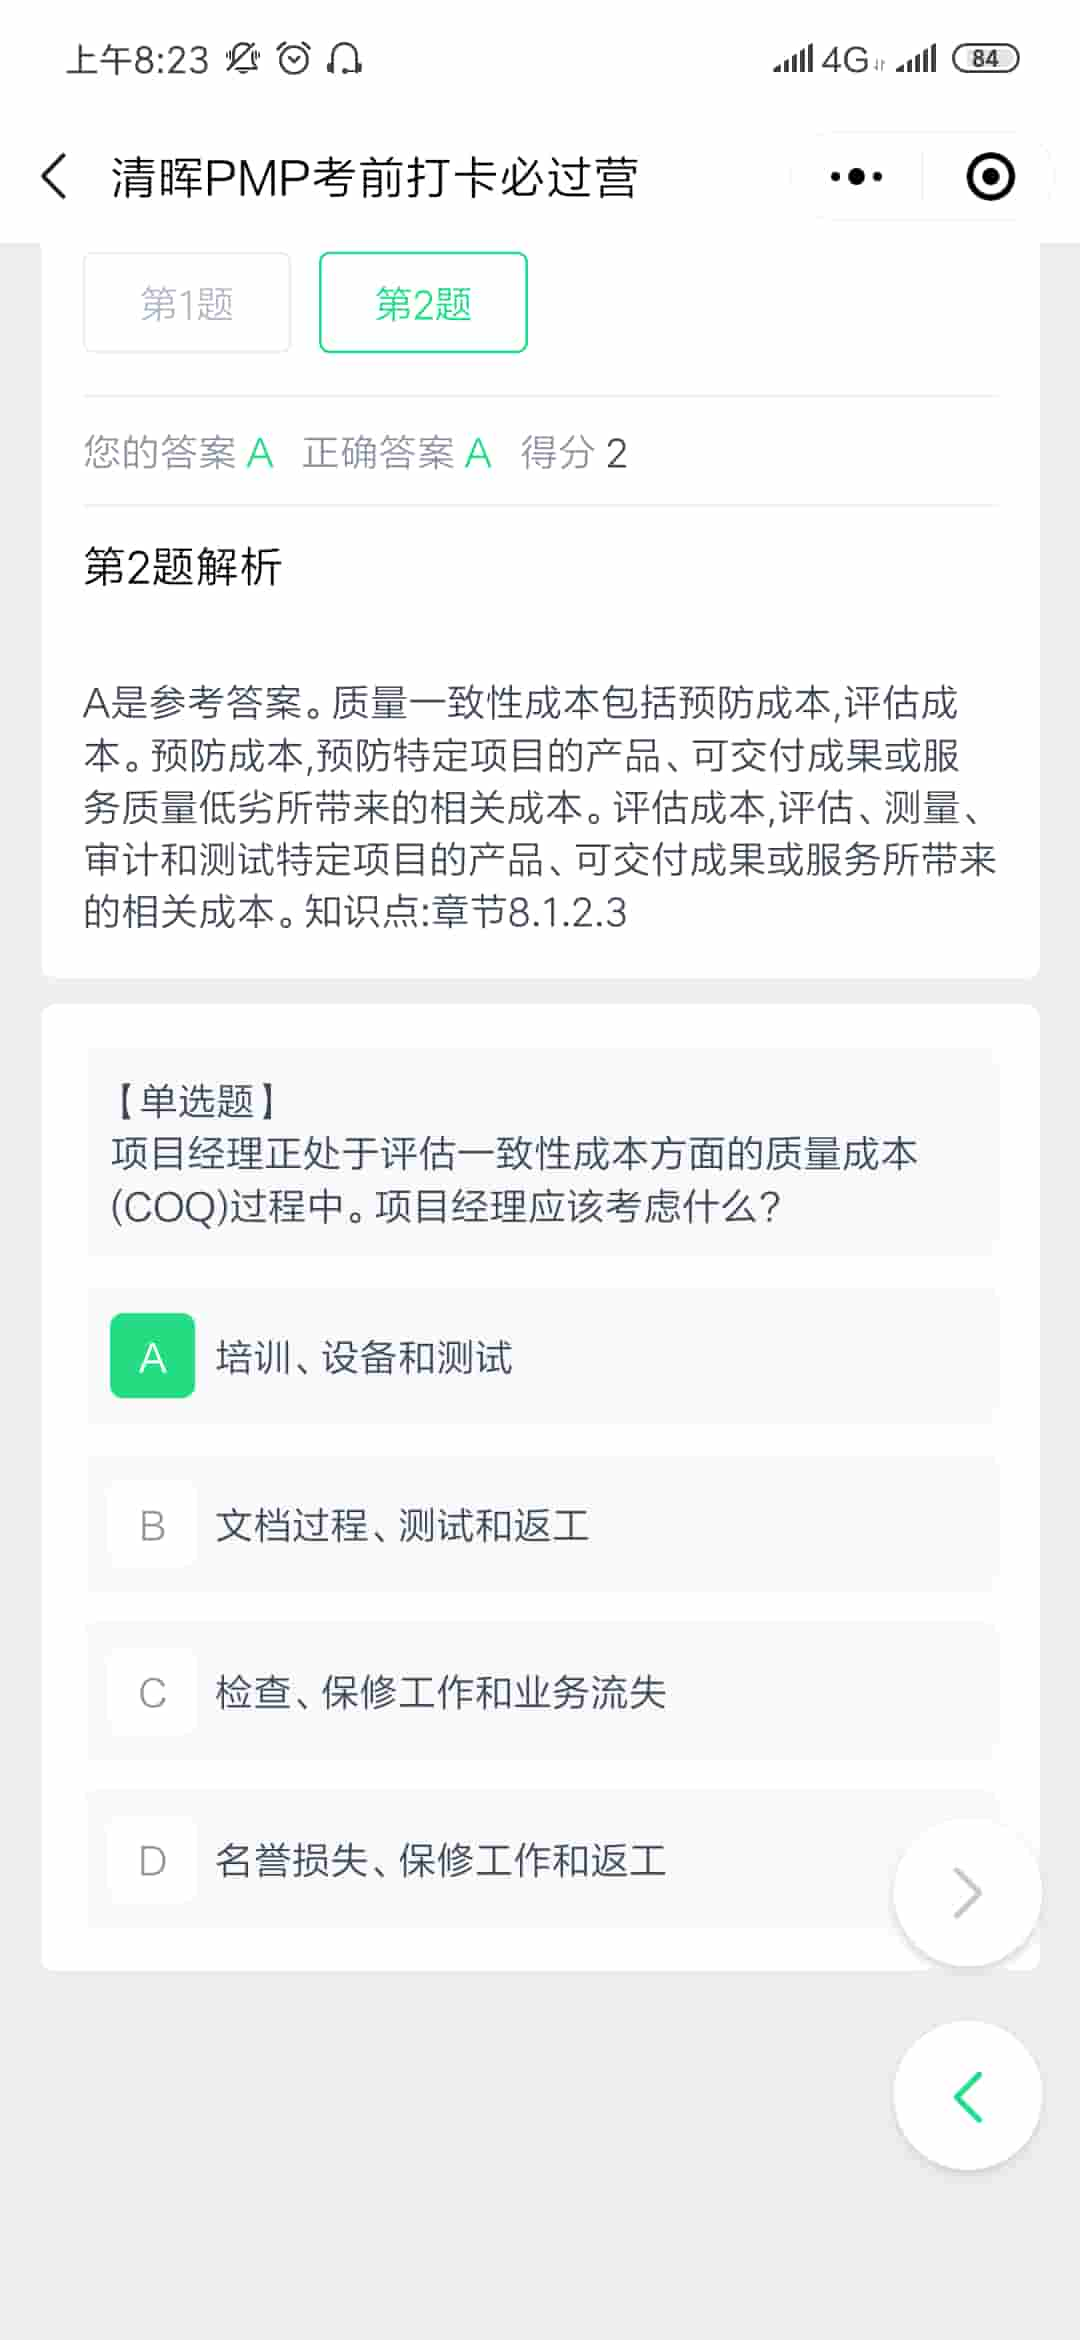 上午8:23 4G 84
清晖PMP考前打卡必过营
第1题 第2题
您的答案 A 正确答案 A 得分 2
第2题解析
A是参考答案。质量一致性成本包括预防成本,评估成
本。预防成本,预防特定项目的产品、可交付成果或服
务质量低劣所带来的相关成本。评估成本,评估、测量、
审计和测试特定项目的产品、可交付成果或服务所带来
的相关成本。知识点:章节8.1.2.3
【单选题】
项目经理正处于评估一致性成本方面的质量成本
(COQ)过程中。项目经理应该考虑什么?
A 培训、设备和测试
B 文档过程、测试和返工
C 检查、保修工作和业务流失
D 名誉损失、保修工作和返工